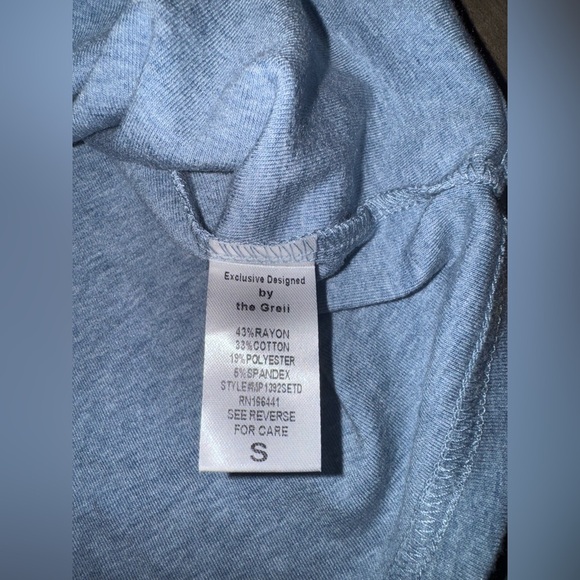 Exclusive Designed
by
the Greii
43%RAYON
33%COTTON
19%POLYESTER
5%SPANDEX
STYLE#MP1392SETD
RN166441
SEE REVERSE
FOR CARE
S